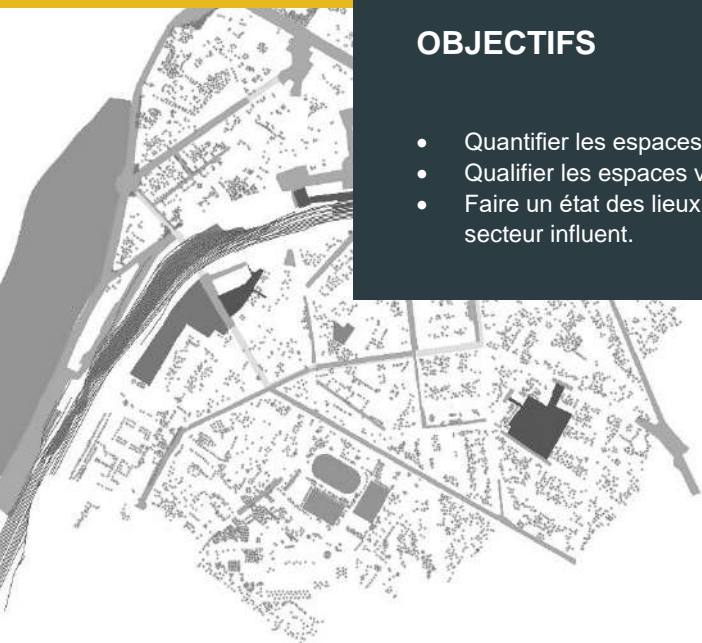 OBJECTIFS
• Quantifier les espaces
• Qualifier les espaces
• Faire un état des lieux
secteur influent.